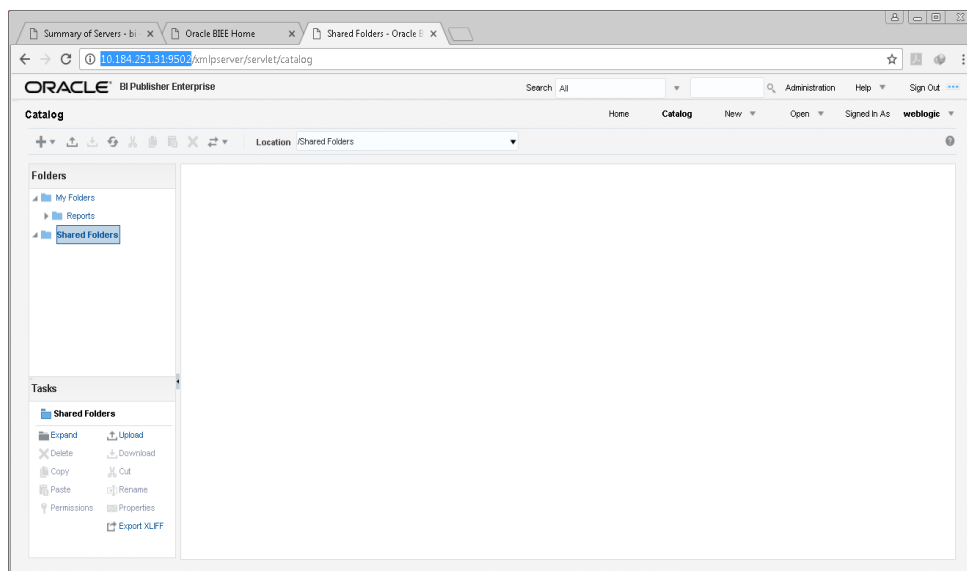 Summary of Servers - bi
Oracle BIEE Home
Shared Folders - Oracle B
10.184.251.31:9502/xmlpserver/servlet/catalog
ORACLE BI Publisher Enterprise
Search All
Administration Help Sign Out
Catalog
Home Catalog New Open Signed In As weblogic
Location /Shared Folders
Folders
My Folders
Reports
Shared Folders
Tasks
Shared Folders
Expand Upload
Delete Download
Copy Cut
Paste Rename
Permissions Properties
Export XLIFF